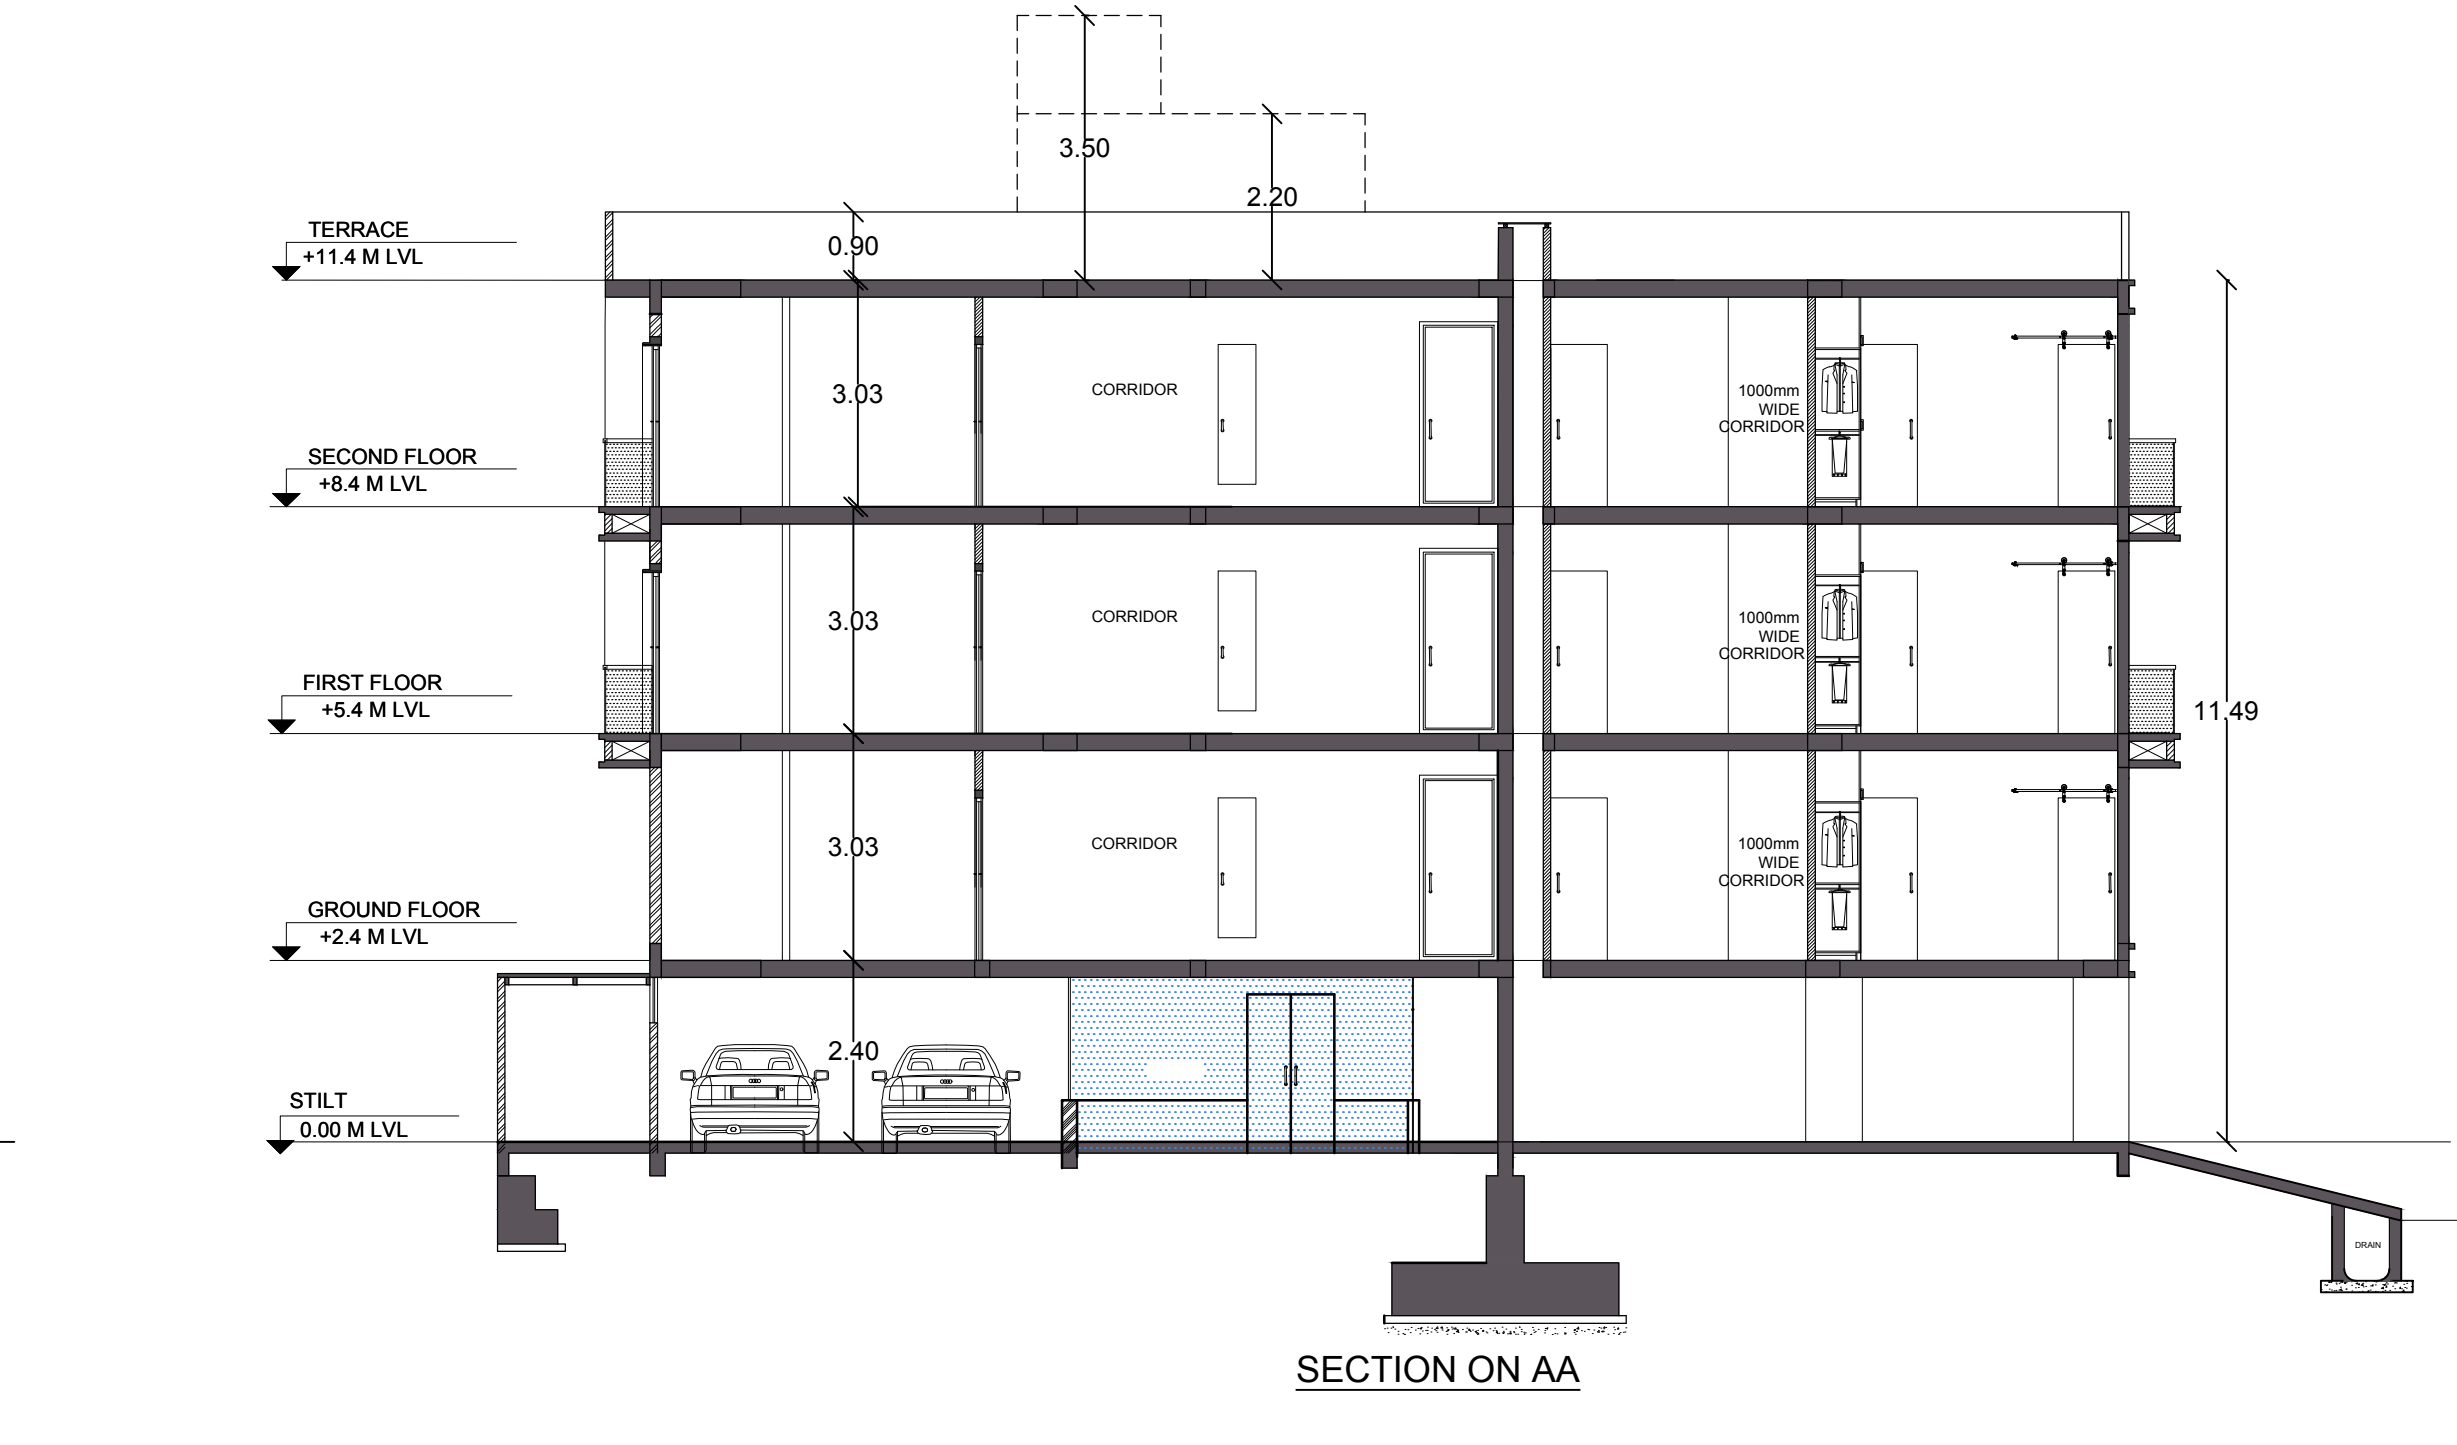 3.50
2.20
TERRACE
+11.4 M LVL
0.90
3.03
CORRIDOR
1000mm
WIDE
CORRIDOR
SECOND FLOOR
+8.4 M LVL
3.03
CORRIDOR
1000mm
WIDE
CORRIDOR
FIRST FLOOR
+5.4 M LVL
11.49
3.03
CORRIDOR
1000mm
WIDE
CORRIDOR
GROUND FLOOR
+2.4 M LVL
2.40
STILT
0.00 M LVL
DRAIN
SECTION ON AA